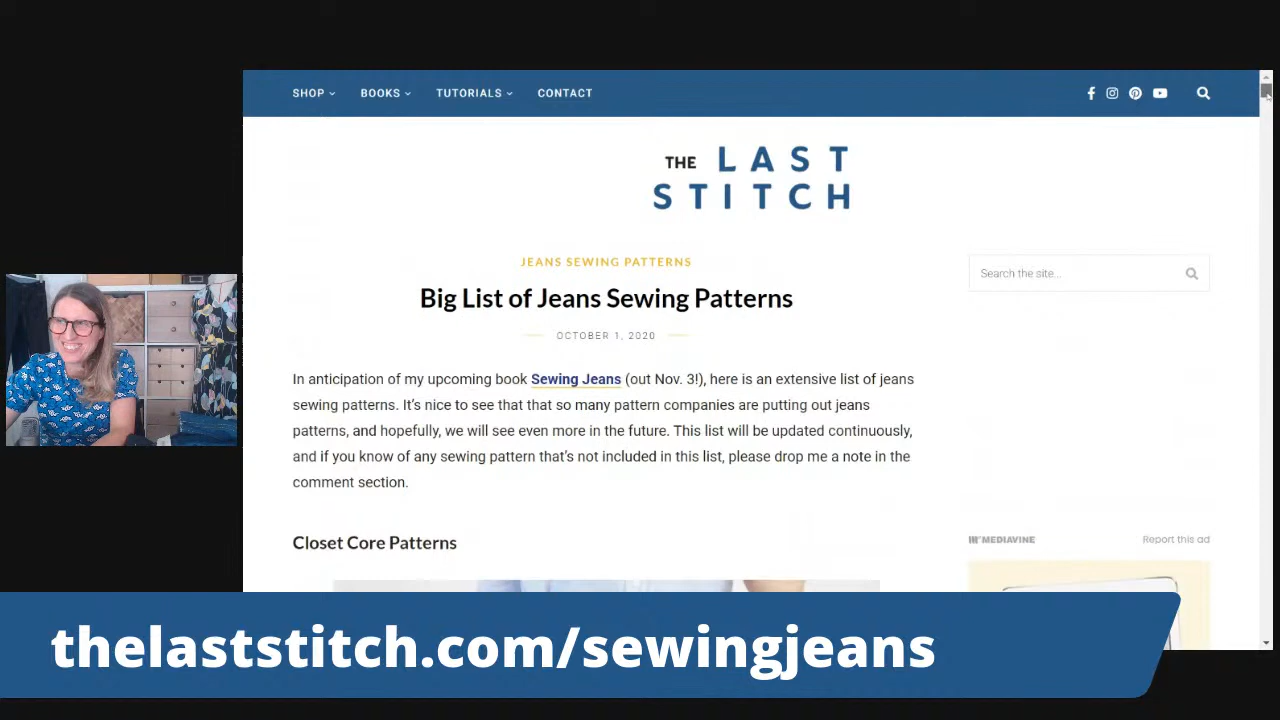 SHOP BOOKS TUTORIALS CONTACT
THE LAST
STITCH
JEANS SEWING PATTERNS
Big List of Jeans Sewing Patterns
OCTOBER 1, 2020
Search the site...
In anticipation of my upcoming book Sewing Jeans (out Nov. 3!), here is an extensive list of jeans
sewing patterns. It’s nice to see that that so many pattern companies are putting out jeans
patterns, and hopefully, we will see even more in the future. This list will be updated continuously,
and if you know of any sewing pattern that’s not included in this list, please drop me a note in the
comment section.
Closet Core Patterns
MEDIAVINE Report this ad
thelaststitch.com/sewingjeans